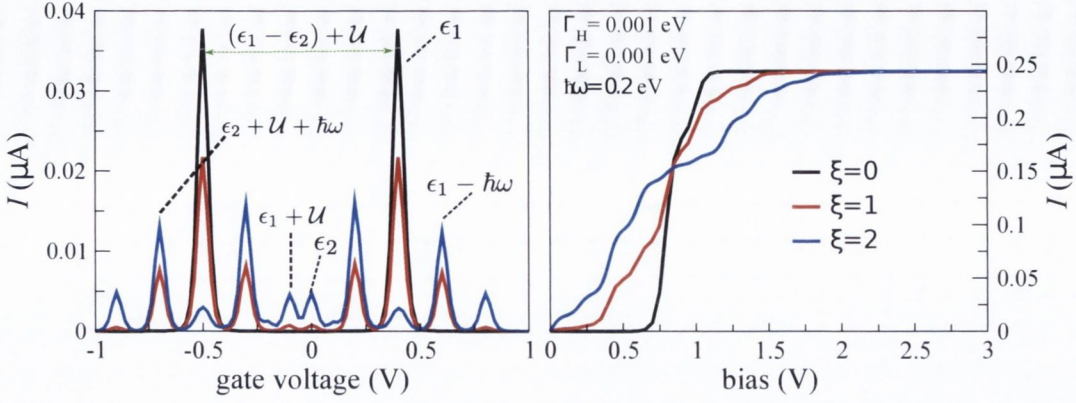 0.04
0.03
0.02
0.01
0
I (μA)
(ϵ₁ − ϵ₂) + 𝒰
ϵ₁
ϵ₂ + 𝒰 + ℏω
ϵ₁ + 𝒰
ϵ₂
ϵ₁ − ℏω
-1 -0.5 0 0.5 1
gate voltage (V)
Γ_H = 0.001 eV
Γ_L = 0.001 eV
ℏω=0.2 eV
ξ=0
ξ=1
ξ=2
0.25
0.2
0.15
0.1
0.05
0
I (μA)
0 0.5 1 1.5 2 2.5 3
bias (V)